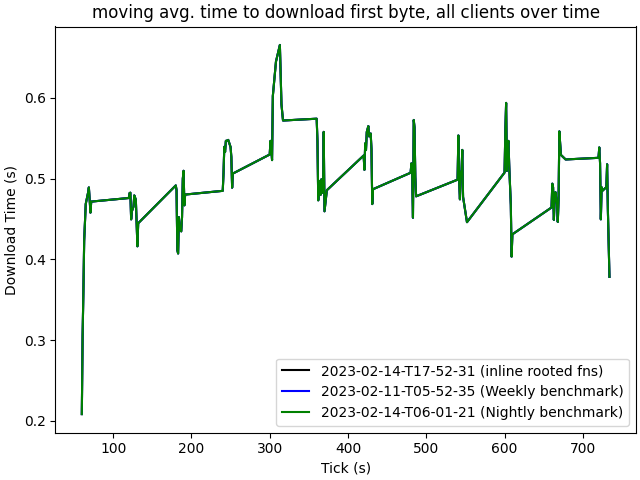 moving avg. time to download first byte, all clients over time
Download Time (s)
0.6
0.5
0.4
0.3
0.2
2023-02-14-T17-52-31 (inline rooted fns)
2023-02-11-T05-52-35 (Weekly benchmark)
2023-02-14-T06-01-21 (Nightly benchmark)
100 200 300 400 500 600 700
Tick (s)